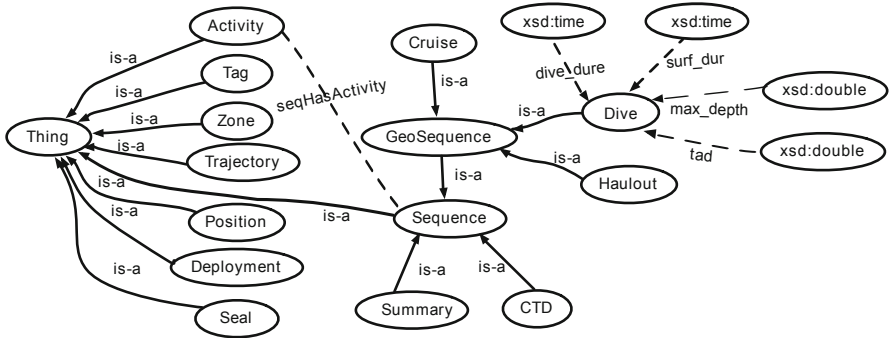 Activity
Cruise
xsd:time
xsd:time
is-a
Tag
is-a
is-a
dive_dure
surf_dur
seqHasActivity
xsd:double
Zone
is-a
is-a
Dive
max_depth
Thing
GeoSequence
is-a
Trajectory
tad
xsd:double
is-a
is-a
Haulout
is-a
Position
is-a
Sequence
is-a
Deployment
is-a
is-a
is-a
Seal
Summary
CTD